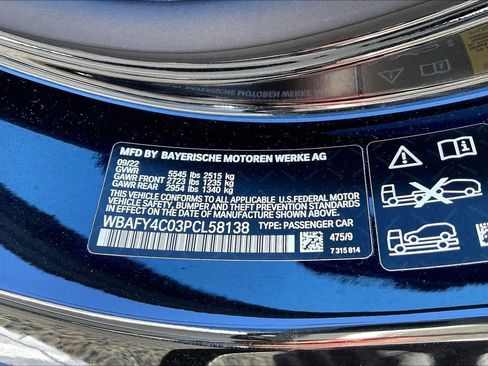 MFD BY BAYERISCHE MOTOREN WERKE AG
09/22
GVWR 5545 lbs 2515 kg
GAWR FRONT 2723 lbs 1235 kg
GAWR REAR 2954 lbs 1340 kg
THIS VEHICLE CONFORMS TO ALL APPLICABLE U.S.FEDERAL MOTOR
VEHICLE SAFETY, BUMPER, AND THEFT PREVENTION STANDARDS
IN EFFECT ON THE DATE OF MANUFACTURE SHOWN ABOVE.
WBAFY4C03PCL58138 TYPE: PASSENGER CAR
475/9
7 315 814